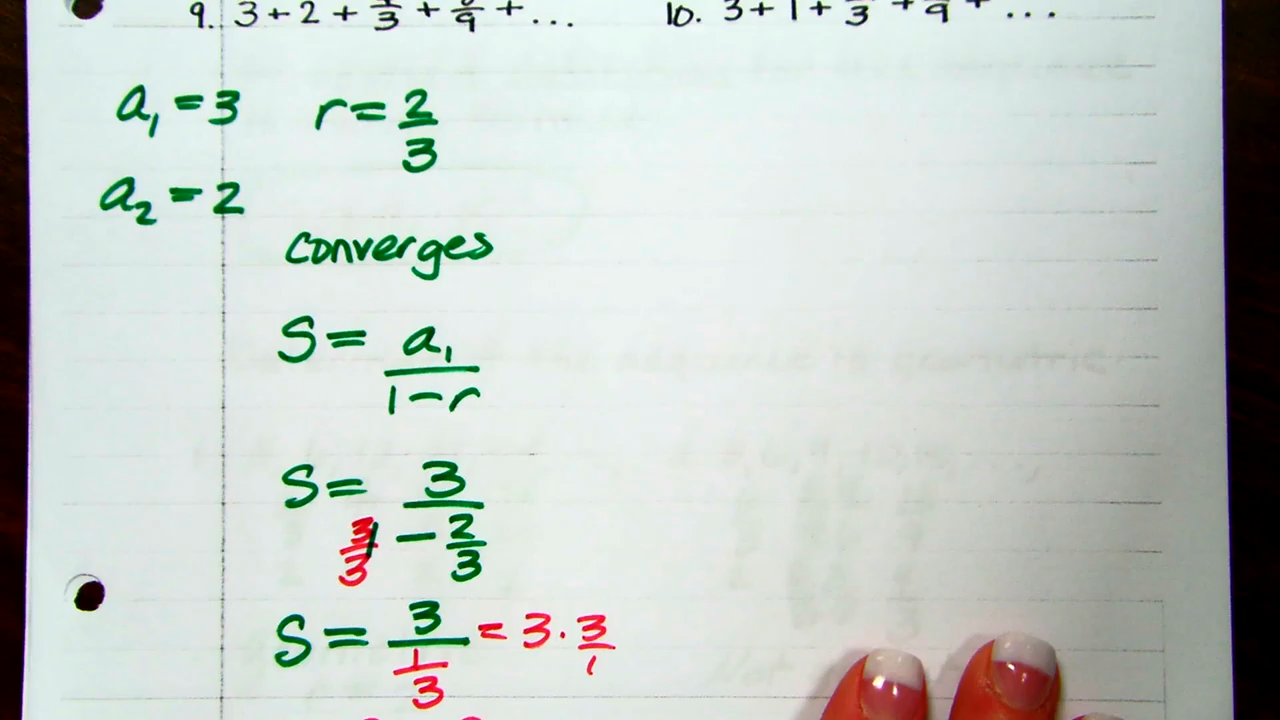 9. 3 + 2 + 4/3 + 8/9 + ...
10. 3 + 1 + 1/3 + 1/9 + ...
a₁ = 3 r = 2/3
a₂ = 2
converges
S = a₁/(1-r)
S = 3/(3/3 1 - 2/3)
S = 3/(1/3) = 3 · 3/1